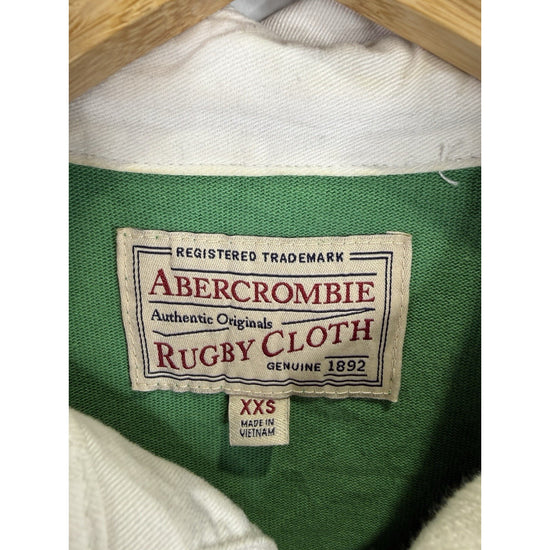 REGISTERED TRADEMARK
ABERCROMBIE
Authentic Originals
RUGBY CLOTH
GENUINE 1892
XXS
MADE IN
VIETNAM